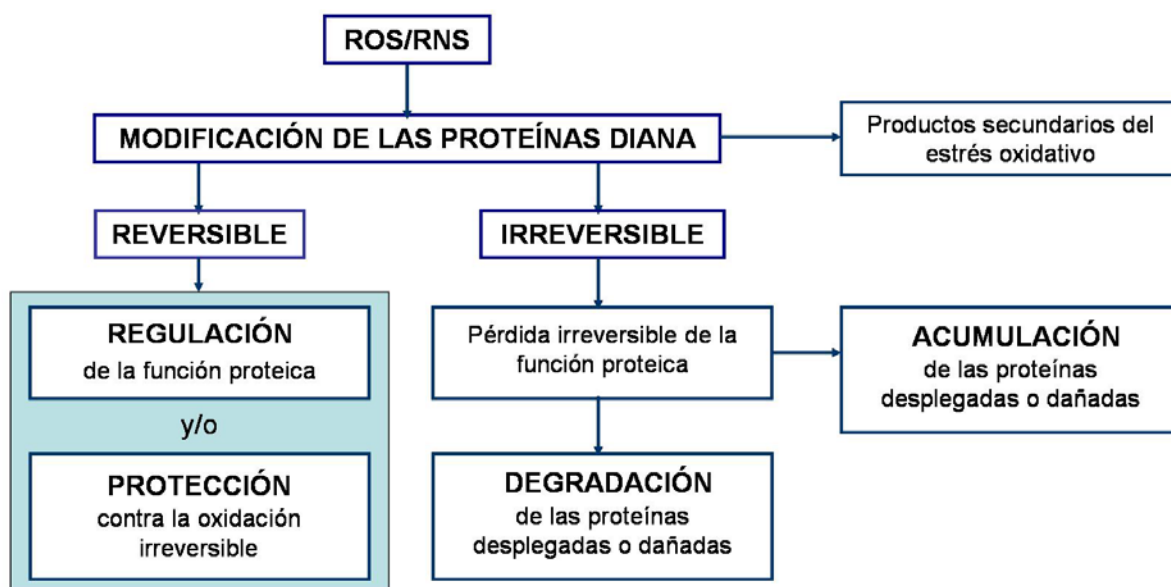 ROS/RNS
MODIFICACIÓN DE LAS PROTEÍNAS DIANA
Productos secundarios del
estrés oxidativo
REVERSIBLE
IRREVERSIBLE
REGULACIÓN
de la función proteica
y/o
PROTECCIÓN
contra la oxidación
irreversible
Pérdida irreversible de la
función proteica
ACUMULACIÓN
de las proteínas
desplegadas o dañadas
DEGRADACIÓN
de las proteínas
desplegadas o dañadas